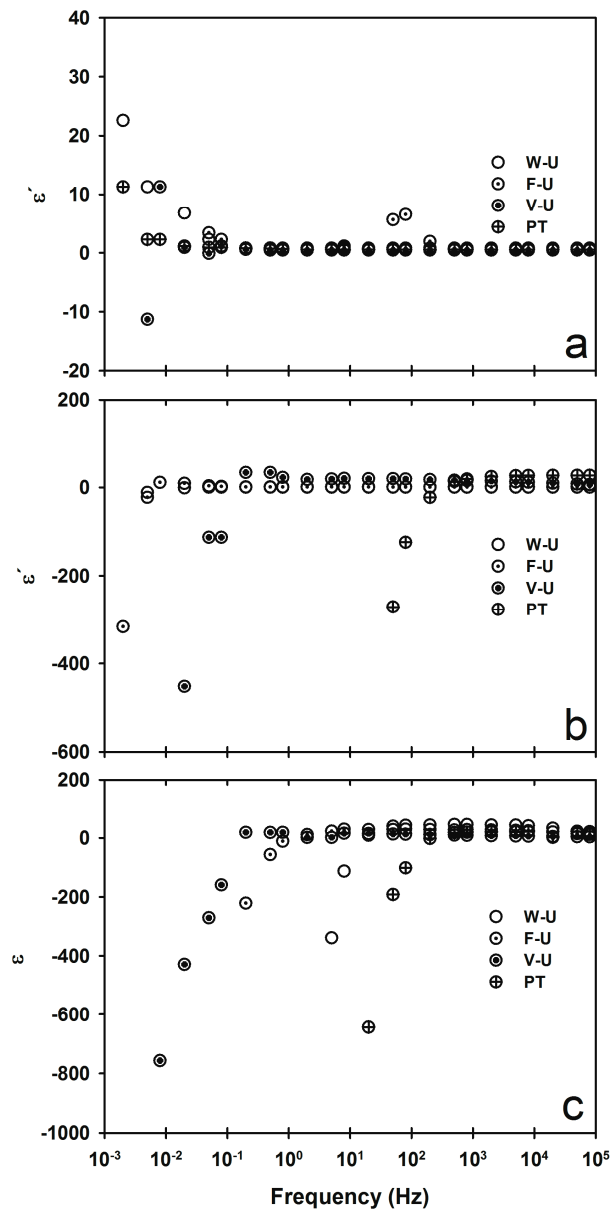 40
30
20
10
0
-10
-20
ε´
W-U
F-U
V-U
PT
a
200
0
-200
-400
-600
ε´
W-U
F-U
V-U
PT
b
200
0
-200
-400
-600
-800
-1000
ε
W-U
F-U
V-U
PT
c
10⁻³ 10⁻² 10⁻¹ 10⁰ 10¹ 10² 10³ 10⁴ 10⁵
Frequency (Hz)